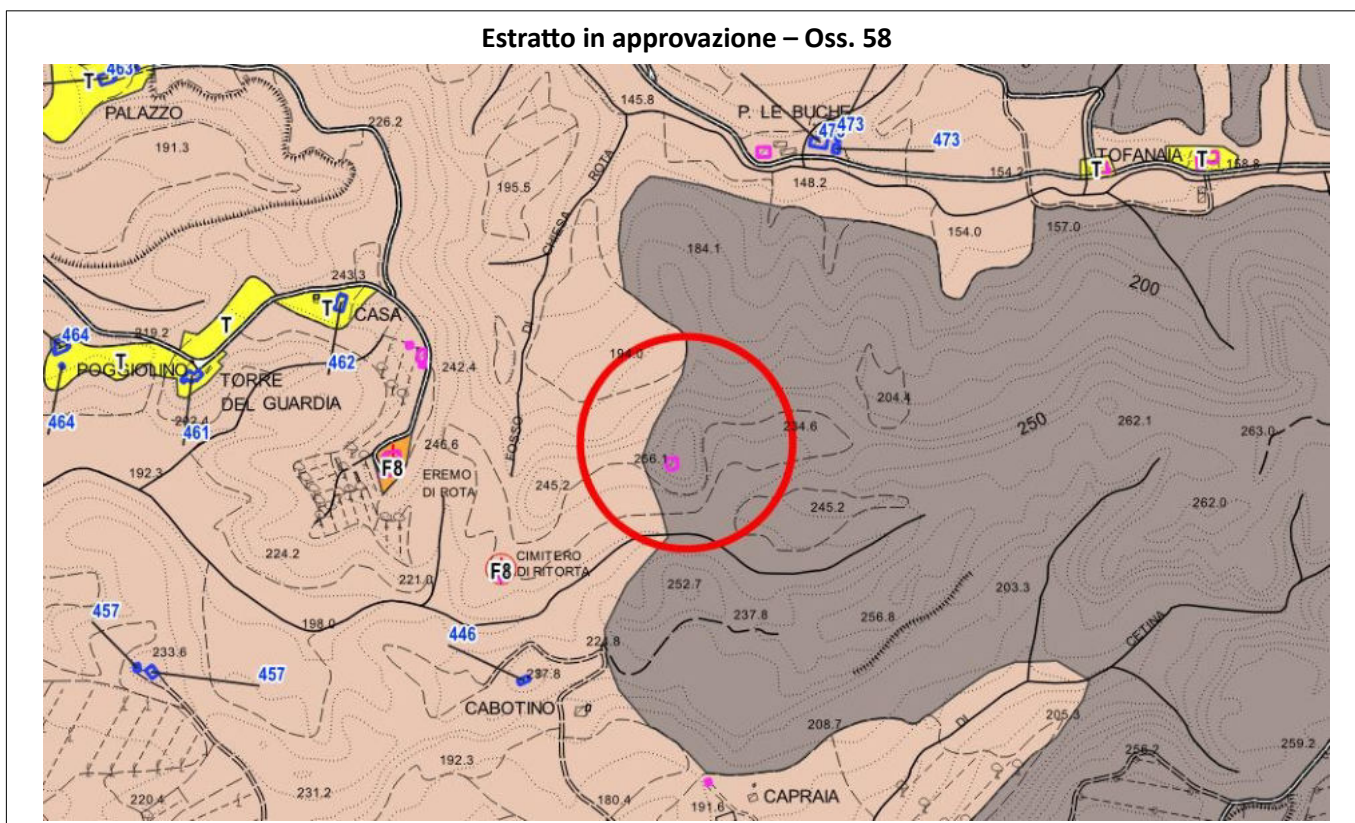 Estratto in approvazione – Oss. 58
463
T
PALAZZO
191.3
226.2
145.8
P. LE BUCHE
473
473
148.2
154.2
TOFANAIA
T
T
158.8
195.5
ROTA
CHIESA
DI
FOSSO
184.1
154.0
157.0
200
243.3
T
CASA
T
219.2
464
T
POGGIOLINO
TORRE
DEL GUARDIA
462
242.4
194.0
204.4
234.6
250
262.1
263.0
464
461
192.3
246.6
F8
EREMO
DI ROTA
245.2
266.1
245.2
262.0
224.2
221.0
F8
CIMITERO
DI RITORTA
252.7
237.8
256.8
203.3
CETINA
DI
457
198.0
446
224.8
233.6
457
237.8
CABOTINO
208.7
205.3
256.2
259.2
192.3
231.2
220.4
180.4
191.6
CAPRAIA